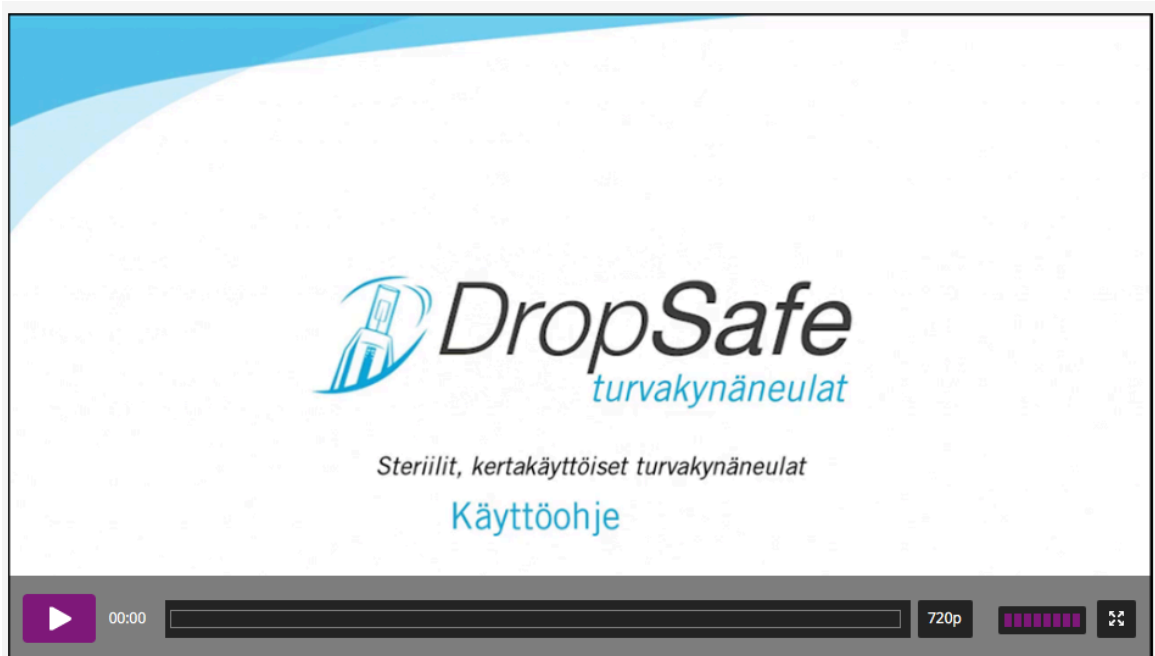 DropSafe
turvakynäneulat
Steriilit, kertakäyttöiset turvakynäneulat
Käyttöohje
00:00
720p